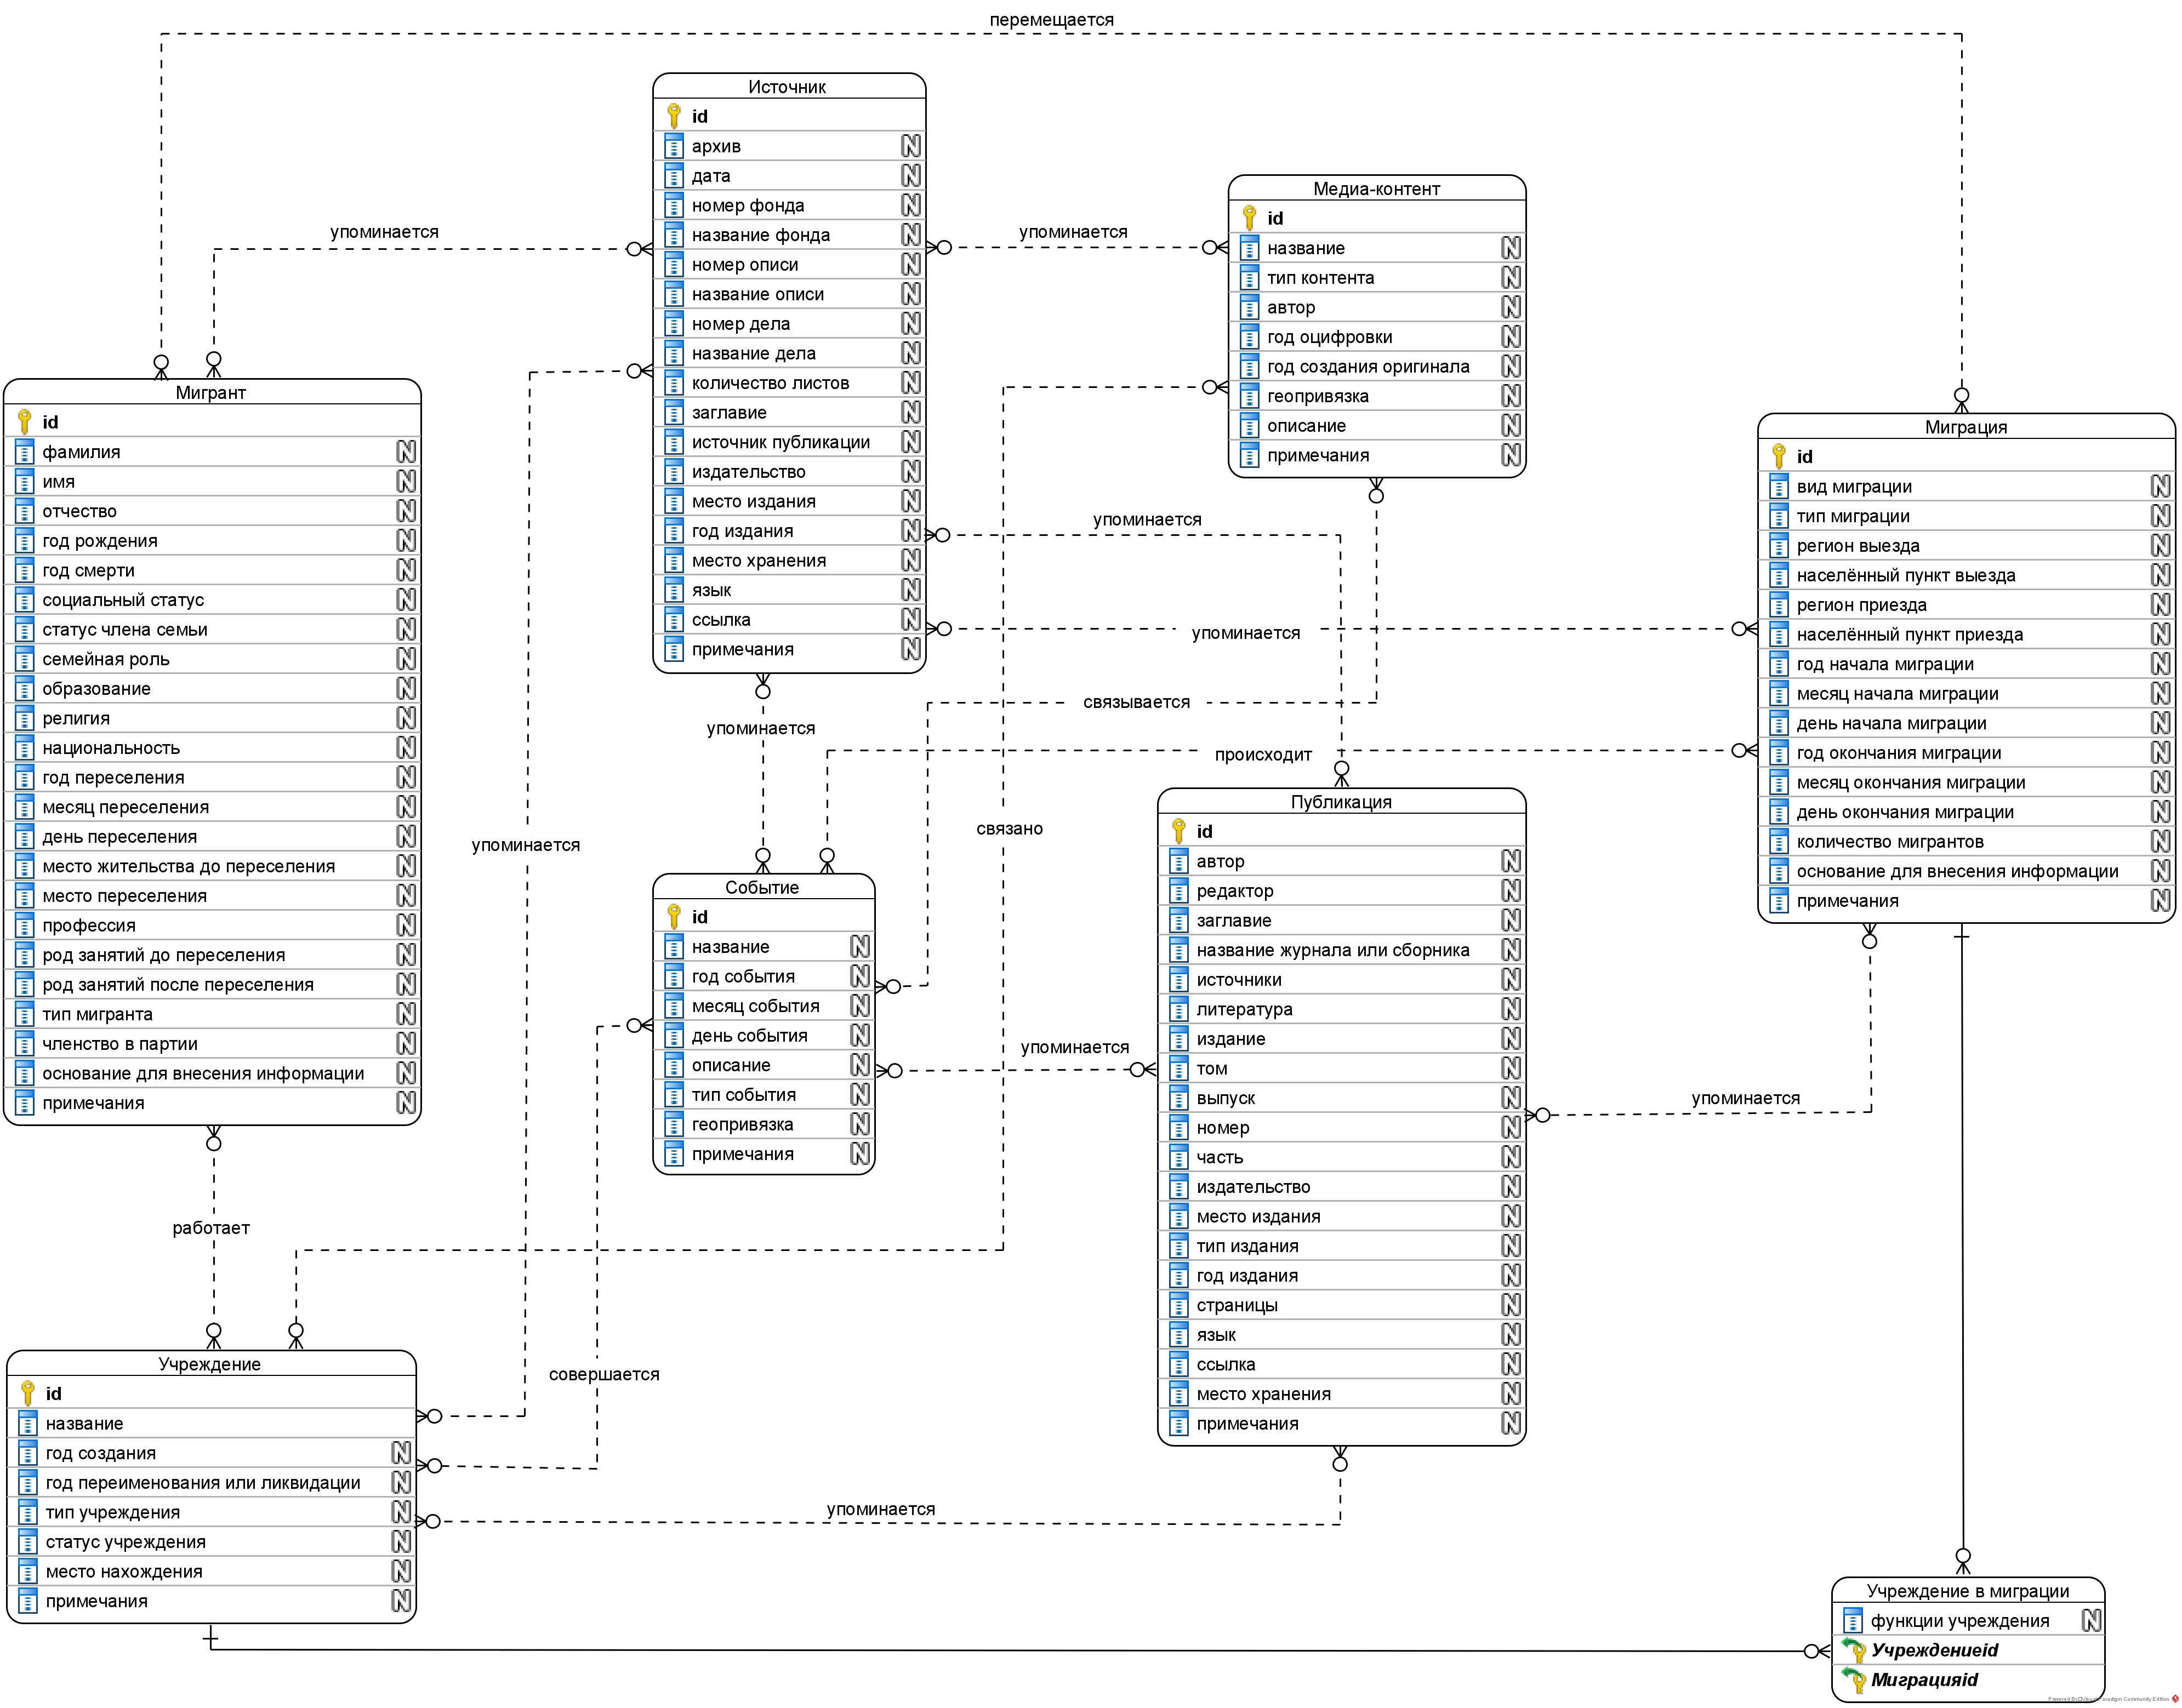 перемещается
Источник
id
архив
дата
номер фонда
название фонда
номер описи
название описи
номер дела
название дела
количество листов
заглавие
источник публикации
издательство
место издания
год издания
место хранения
язык
ссылка
примечания
упоминается
упоминается
Медиа-контент
id
название
тип контента
автор
год оцифровки
год создания оригинала
геопривязка
описание
примечания
Мигрант
id
фамилия
имя
отчество
год рождения
год смерти
социальный статус
статус члена семьи
семейная роль
образование
религия
национальность
год переселения
месяц переселения
день переселения
место жительства до переселения
место переселения
профессия
род занятий до переселения
род занятий после переселения
тип мигранта
членство в партии
основание для внесения информации
примечания
Миграция
id
вид миграции
тип миграции
регион выезда
населённый пункт выезда
регион приезда
населённый пункт приезда
год начала миграции
месяц начала миграции
день начала миграции
год окончания миграции
месяц окончания миграции
день окончания миграции
количество мигрантов
основание для внесения информации
примечания
упоминается
упоминается
связывается
упоминается
происходит
связано
упоминается
Событие
id
название
год события
месяц события
день события
описание
тип события
геопривязка
примечания
Публикация
id
автор
редактор
заглавие
название журнала или сборника
источники
литература
издание
том
выпуск
номер
часть
издательство
место издания
тип издания
год издания
страницы
язык
ссылка
место хранения
примечания
упоминается
упоминается
работает
совершается
Учреждение
id
название
год создания
год переименования или ликвидации
тип учреждения
статус учреждения
место нахождения
примечания
упоминается
Учреждение в миграции
функции учреждения
Учреждениеid
Миграцияid